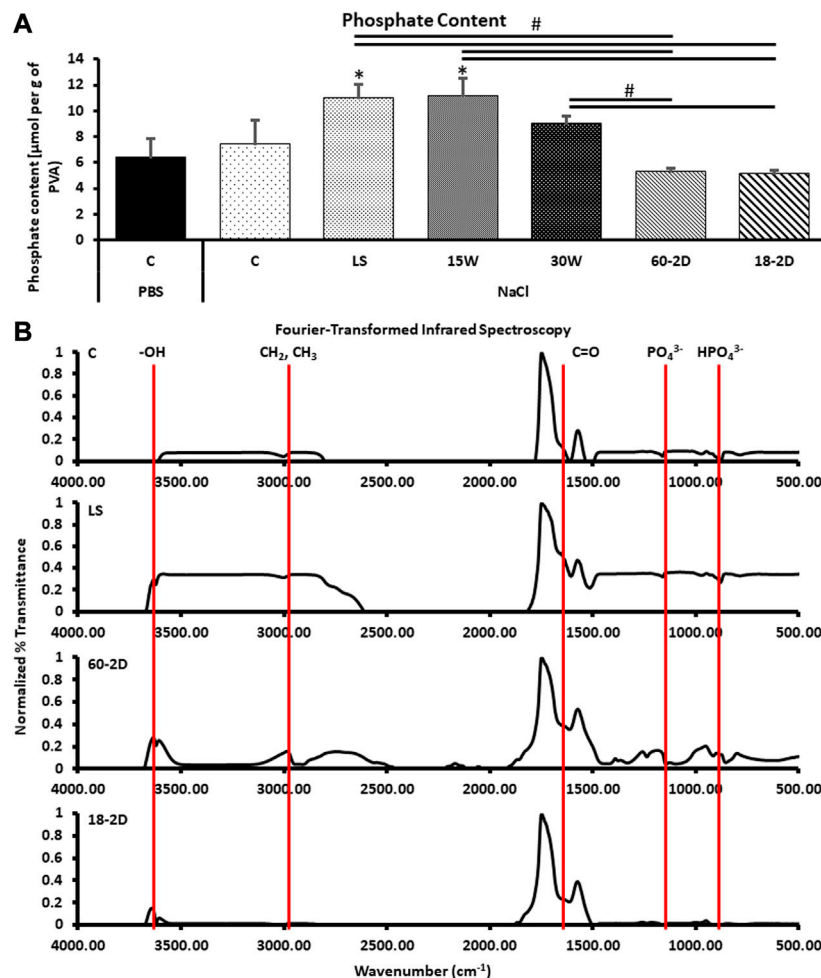 A
Phosphate Content
Phosphate content [µmol per g of
PVA)
14
12
10
8
6
4
2
0
#
*
*
#
C C LS 15W 30W 60-2D 18-2D
PBS NaCl
B
Fourier-Transformed Infrared Spectroscopy
C -OH CH₂, CH₃ C=O PO₄³⁻ HPO₄³⁻
1
0.8
0.6
0.4
0.2
0
4000.00 3500.00 3000.00 2500.00 2000.00 1500.00 1000.00 500.00
LS
1
0.8
0.6
0.4
0.2
0
4000.00 3500.00 3000.00 2500.00 2000.00 1500.00 1000.00 500.00
60-2D
1
0.8
0.6
0.4
0.2
0
4000.00 3500.00 3000.00 2500.00 2000.00 1500.00 1000.00 500.00
18-2D
1
0.8
0.6
0.4
0.2
0
4000.00 3500.00 3000.00 2500.00 2000.00 1500.00 1000.00 500.00
Normalized % Transmittance
Wavenumber (cm⁻¹)